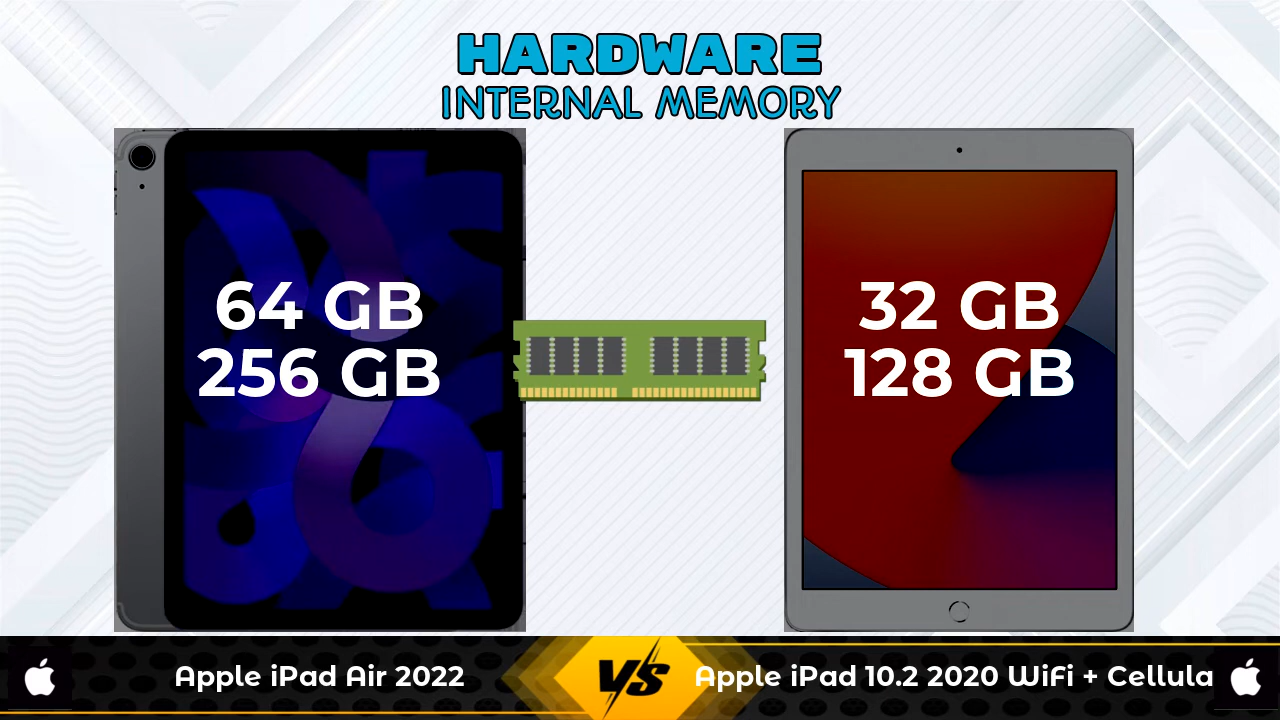 HARDWARE
INTERNAL MEMORY
64 GB
256 GB
32 GB
128 GB
Apple iPad Air 2022
VS
Apple iPad 10.2 2020 WiFi + Cellula